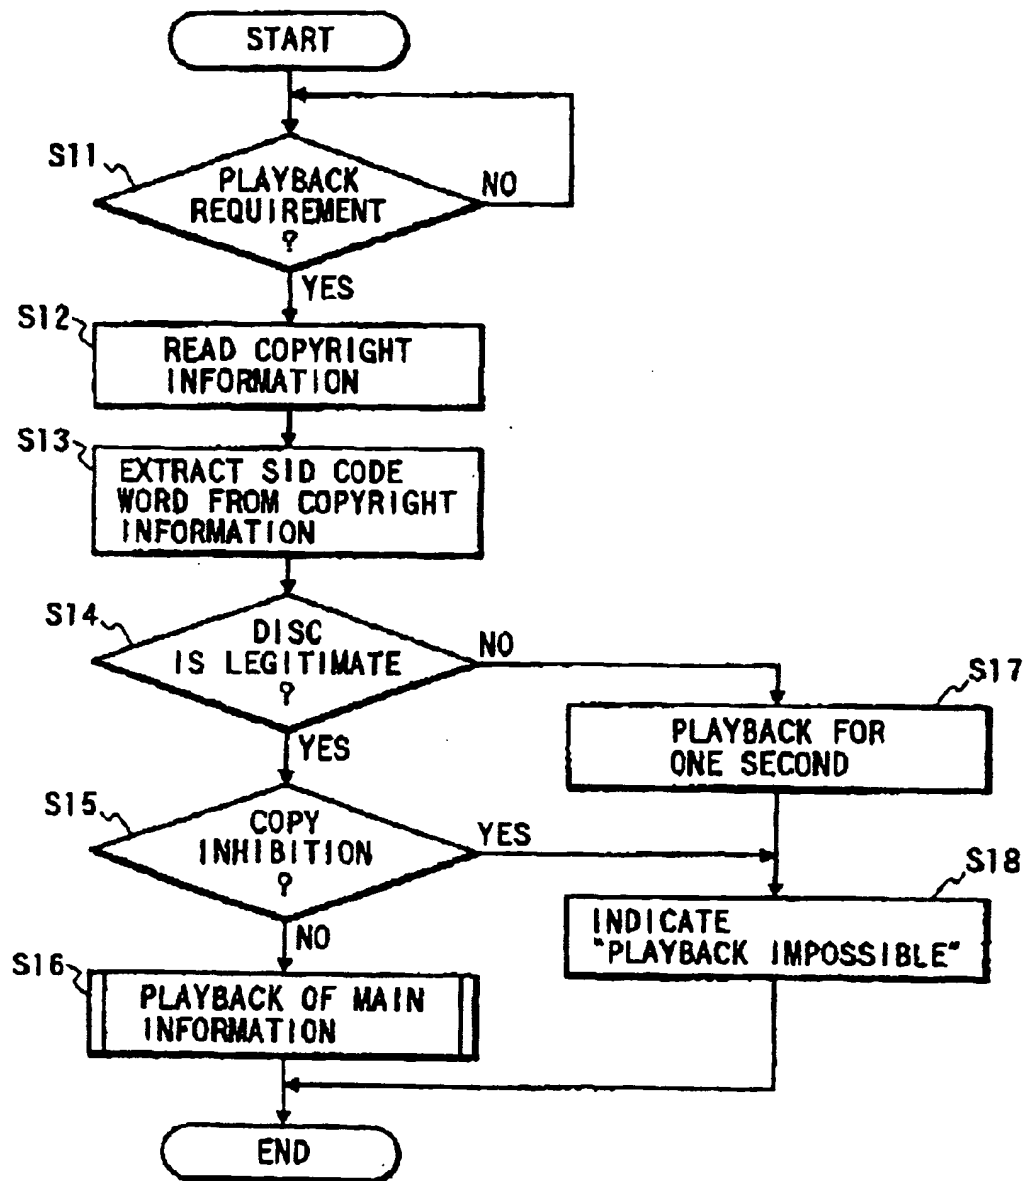 START
S11
PLAYBACK
REQUIREMENT
?
NO
YES
S12
READ COPYRIGHT
INFORMATION
S13
EXTRACT SID CODE
WORD FROM COPYRIGHT
INFORMATION
S14
DISC
IS LEGITIMATE
?
NO
YES
S17
PLAYBACK FOR
ONE SECOND
S15
COPY
INHIBITION
?
YES
NO
S18
INDICATE
"PLAYBACK IMPOSSIBLE"
S16
PLAYBACK OF MAIN
INFORMATION
END